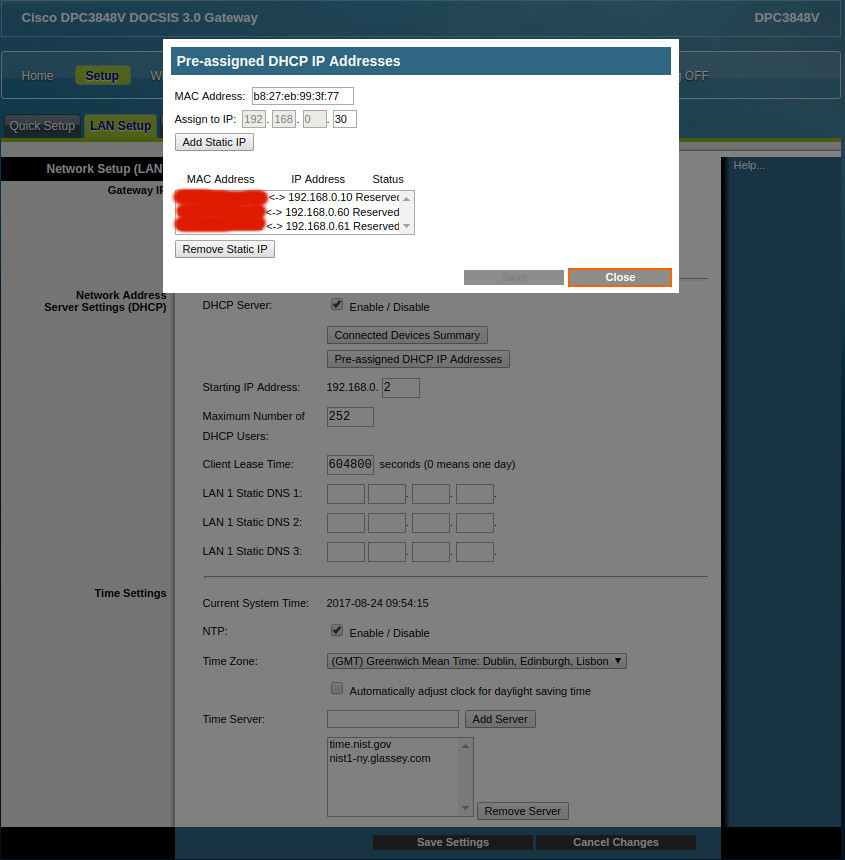 Cisco DPC3848V DOCSIS 3.0 Gateway DPC3848V
Home Setup W g OFF
Quick Setup LAN Setup
Pre-assigned DHCP IP Addresses
MAC Address: b8:27:eb:99:3f:77
Assign to IP: 192 . 168 . 0 . 30
Add Static IP
MAC Address IP Address Status
<-> 192.168.0.10 Reserved
<-> 192.168.0.60 Reserved
<-> 192.168.0.61 Reserved
Remove Static IP
Save Close
Network Setup (LAN
Help...
Gateway IP
Network Address
Server Settings (DHCP)
DHCP Server: Enable / Disable
Connected Devices Summary
Pre-assigned DHCP IP Addresses
Starting IP Address: 192.168.0. 2
Maximum Number of
DHCP Users: 252
Client Lease Time: 604800 seconds (0 means one day)
LAN 1 Static DNS 1: . . .
LAN 1 Static DNS 2: . . .
LAN 1 Static DNS 3: . . .
Time Settings
Current System Time: 2017-08-24 09:54:15
NTP: Enable / Disable
Time Zone: (GMT) Greenwich Mean Time: Dublin, Edinburgh, Lisbon
Automatically adjust clock for daylight saving time
Time Server: Add Server
time.nist.gov
nist1-ny.glassey.com
Remove Server
Save Settings Cancel Changes